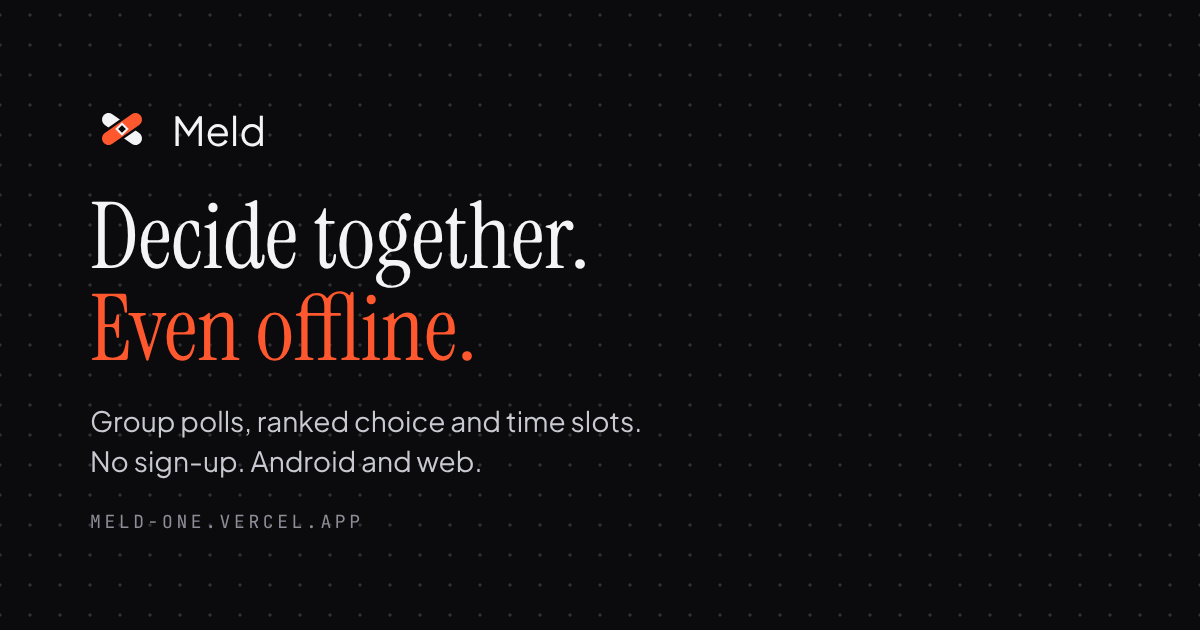 Meld
Decide together.
Even offline.
Group polls, ranked choice and time slots.
No sign-up. Android and web.
MELD-ONE.VERCEL.APP